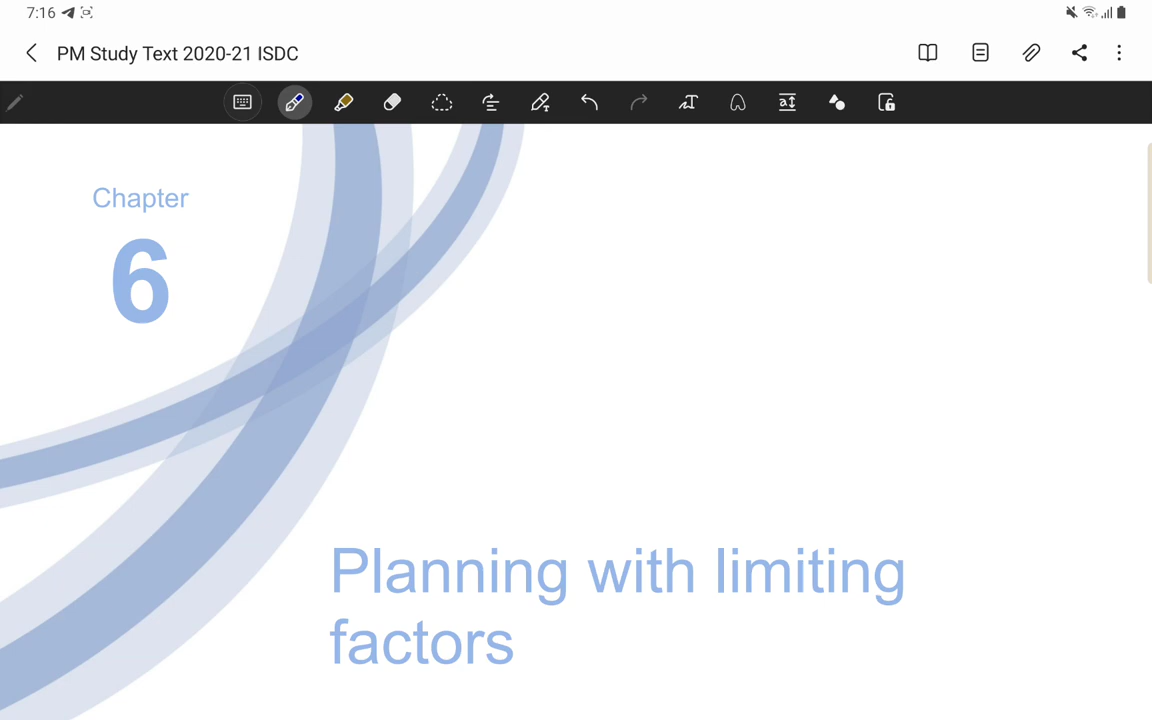 7:16
PM Study Text 2020-21 ISDC
Chapter
6
Planning with limiting
factors